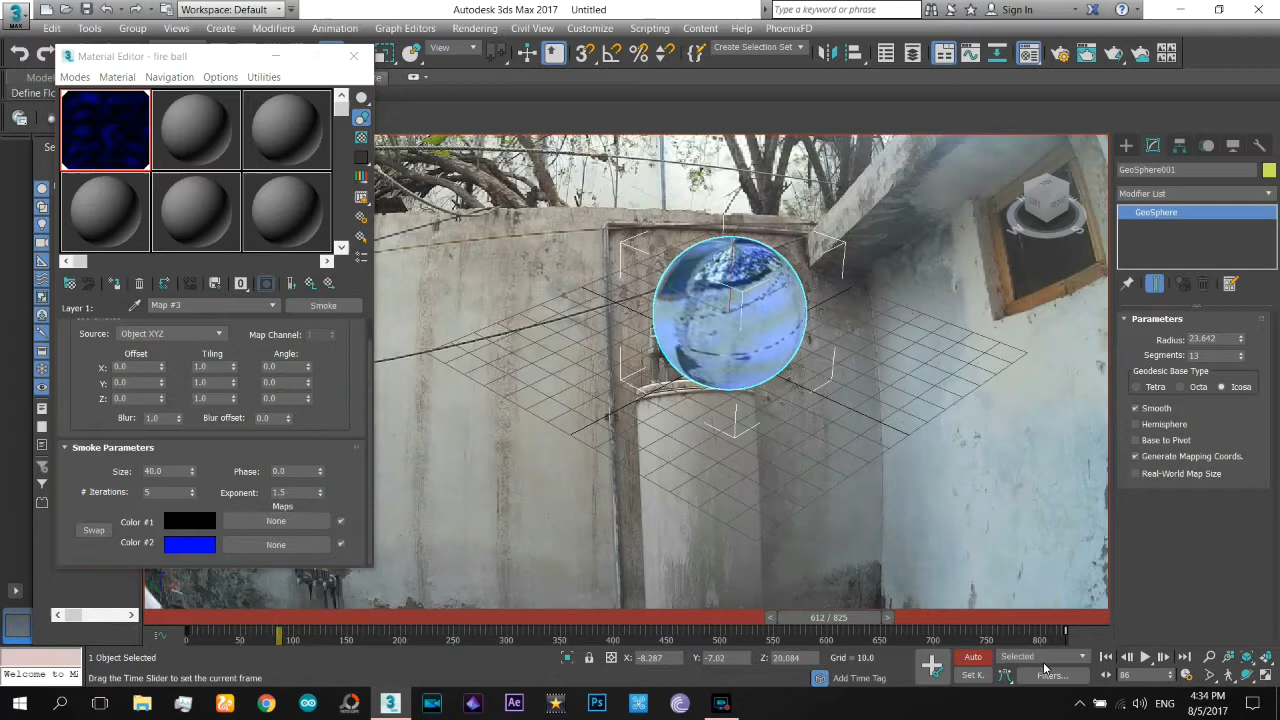 Workspace: Default
Autodesk 3ds Max 2017 Untitled
Type a keyword or phrase
Sign In
MAX
Edit Tools Group Views Create Modifiers Animation Graph Editors Rendering Civil View Customize Scripting Content Help PhoenixFD
View
Create Selection Set
Material Editor - fire ball
Modes Material Navigation Options Utilities
Layer 1:
Map #3
Smoke
Source: Object XYZ
Map Channel: 1
Offset Tiling Angle:
X: 0.0 1.0 0.0
Y: 0.0 1.0 0.0
Z: 0.0 1.0 0.0
Blur: 1.0 Blur offset: 0.0
Smoke Parameters
Size: 40.0 Phase: 0.0
# Iterations: 5 Exponent: 1.5
Maps
Swap
Color #1 None
Color #2 None
GeoSphere001
Modifier List
GeoSphere
Parameters
Radius: 23.642
Segments: 13
Geodesic Base Type
Tetra Octa Icosa
Smooth
Hemisphere
Base to Pivot
Generate Mapping Coords.
Real-World Map Size
612 / 825
50 100 150 200 250 300 350 400 450 500 550 600 650 700 750 800
1 Object Selected
X: -8.287 Y: -7.02 Z: 20.084 Grid = 10.0
Auto Selected
Welcome to M
Drag the Time Slider to set the current frame
Add Time Tag
Set K. Filters...
86
ENG
4:34 PM
8/5/2017